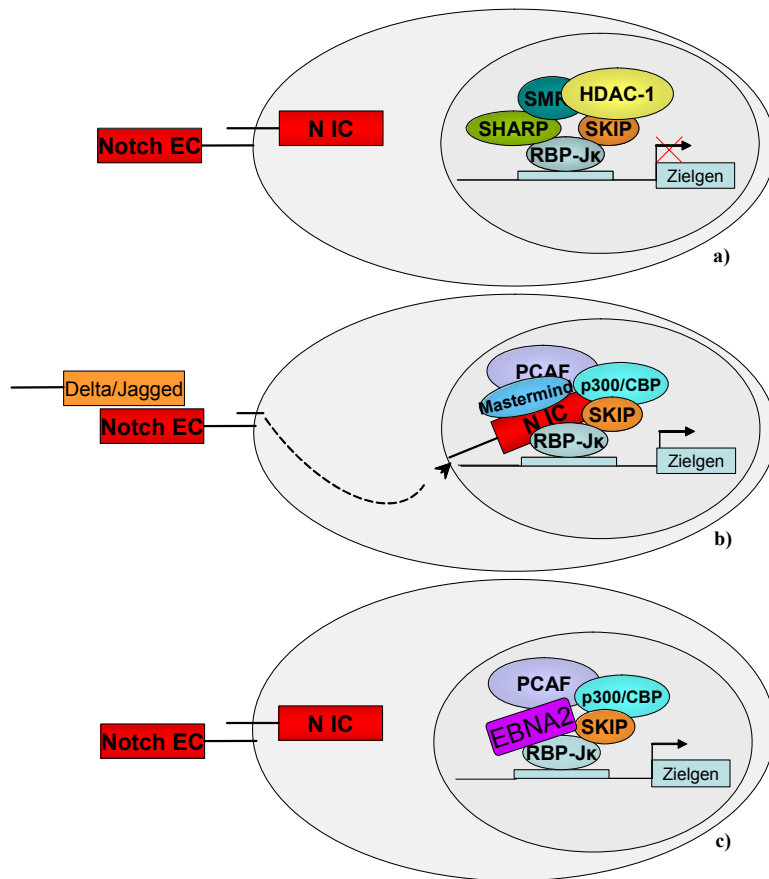 SMR HDAC-1
SHARP SKIP
N IC
Notch EC
RBP-Jκ
Zielgen
a)
PCAF
Delta/Jagged
p300/CBP
Mastermind
Notch EC
N IC
SKIP
RBP-Jκ
Zielgen
b)
PCAF
p300/CBP
N IC
EBNA2
SKIP
Notch EC
RBP-Jκ
Zielgen
c)